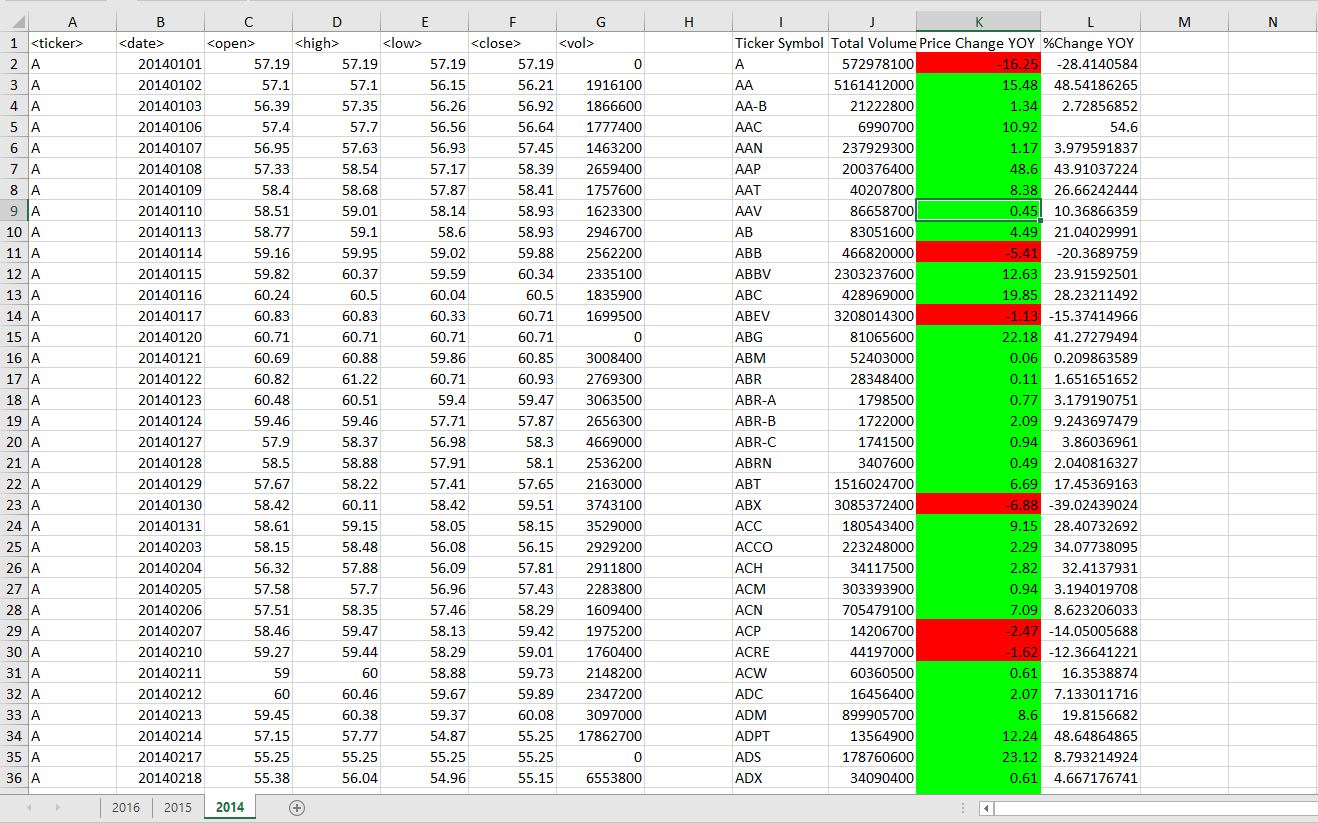 A B C D E F G H I J K L M N
1 <ticker> <date> <open> <high> <low> <close> <vol> Ticker Symbol Total Volume Price Change YOY %Change YOY
2 A 20140101 57.19 57.19 57.19 57.19 0 A 572978100 -16.25 -28.4140584
3 A 20140102 57.1 57.1 56.15 56.21 1916100 AA 5161412000 15.48 48.54186265
4 A 20140103 56.39 57.35 56.26 56.92 1866600 AA-B 21222800 1.34 2.72856852
5 A 20140106 57.4 57.7 56.56 56.64 1777400 AAC 6990700 10.92 54.6
6 A 20140107 56.95 57.63 56.93 57.45 1463200 AAN 237929300 1.17 3.979591837
7 A 20140108 57.33 58.54 57.17 58.39 2659400 AAP 200376400 48.6 43.91037224
8 A 20140109 58.4 58.68 57.87 58.41 1757600 AAT 40207800 8.38 26.66242444
9 A 20140110 58.51 59.01 58.14 58.93 1623300 AAV 86658700 0.45 10.36866359
10 A 20140113 58.77 59.1 58.6 58.93 2946700 AB 83051600 4.49 21.04029991
11 A 20140114 59.16 59.95 59.02 59.88 2562200 ABB 466820000 -5.41 -20.3689759
12 A 20140115 59.82 60.37 59.59 60.34 2335100 ABBV 2303237600 12.63 23.91592501
13 A 20140116 60.24 60.5 60.04 60.5 1835900 ABC 428969000 19.85 28.23211492
14 A 20140117 60.83 60.83 60.33 60.71 1699500 ABEV 3208014300 -1.13 -15.37414966
15 A 20140120 60.71 60.71 60.71 60.71 0 ABG 81065600 22.18 41.27279494
16 A 20140121 60.69 60.88 59.86 60.85 3008400 ABM 52403000 0.06 0.209863589
17 A 20140122 60.82 61.22 60.71 60.93 2769300 ABR 28348400 0.11 1.651651652
18 A 20140123 60.48 60.51 59.4 59.47 3063500 ABR-A 1798500 0.77 3.179190751
19 A 20140124 59.46 59.46 57.71 57.87 2656300 ABR-B 1722000 2.09 9.243697479
20 A 20140127 57.9 58.37 56.98 58.3 4669000 ABR-C 1741500 0.94 3.86036961
21 A 20140128 58.5 58.88 57.91 58.1 2536200 ABRN 3407600 0.49 2.040816327
22 A 20140129 57.67 58.22 57.41 57.65 2163000 ABT 1516024700 6.69 17.45369163
23 A 20140130 58.42 60.11 58.42 59.51 3743100 ABX 3085372400 -6.88 -39.02439024
24 A 20140131 58.61 59.15 58.05 58.15 3529000 ACC 180543400 9.15 28.40732692
25 A 20140203 58.15 58.48 56.08 56.15 2929200 ACCO 223248000 2.29 34.07738095
26 A 20140204 56.32 57.88 56.09 57.81 2911800 ACH 34117500 2.82 32.4137931
27 A 20140205 57.58 57.7 56.96 57.43 2283800 ACM 303393900 0.94 3.194019708
28 A 20140206 57.51 58.35 57.46 58.29 1609400 ACN 705479100 7.09 8.623206033
29 A 20140207 58.46 59.47 58.13 59.42 1975200 ACP 14206700 -2.47 -14.05005688
30 A 20140210 59.27 59.44 58.29 59.01 1760400 ACRE 44197000 -1.62 -12.36641221
31 A 20140211 59 60 58.88 59.73 2148200 ACW 60360500 0.61 16.3538874
32 A 20140212 60 60.46 59.67 59.89 2347200 ADC 16456400 2.07 7.133011716
33 A 20140213 59.45 60.38 59.37 60.08 3097000 ADM 899905700 8.6 19.8156682
34 A 20140214 57.15 57.77 54.87 55.25 17862700 ADPT 13564900 12.24 48.64864865
35 A 20140217 55.25 55.25 55.25 55.25 0 ADS 178760600 23.12 8.793214924
36 A 20140218 55.38 56.04 54.96 55.15 6553800 ADX 34090400 0.61 4.667176741
2016 2015 2014